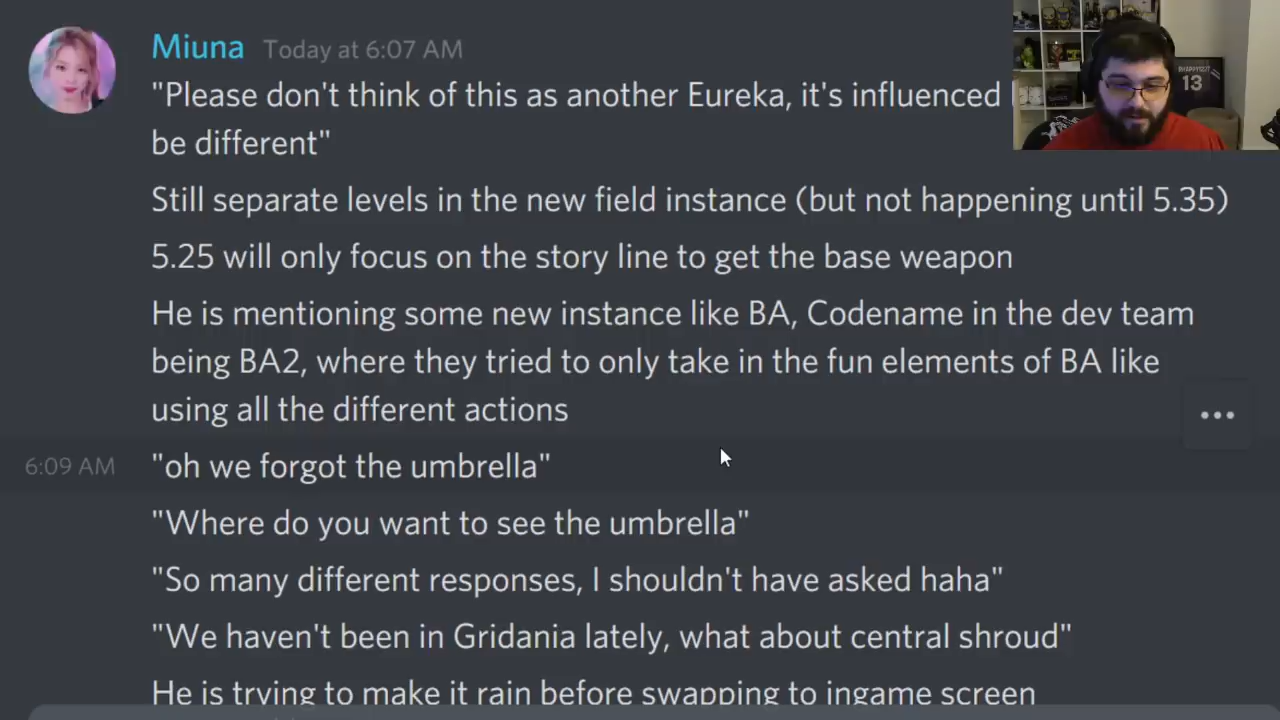 Miuna Today at 6:07 AM
"Please don't think of this as another Eureka, it's influenced
be different"
Still separate levels in the new field instance (but not happening until 5.35)
5.25 will only focus on the story line to get the base weapon
He is mentioning some new instance like BA, Codename in the dev team
being BA2, where they tried to only take in the fun elements of BA like
using all the different actions
6:09 AM "oh we forgot the umbrella"
"Where do you want to see the umbrella"
"So many different responses, I shouldn't have asked haha"
"We haven't been in Gridania lately, what about central shroud"
He is trying to make it rain before swapping to ingame screen
13